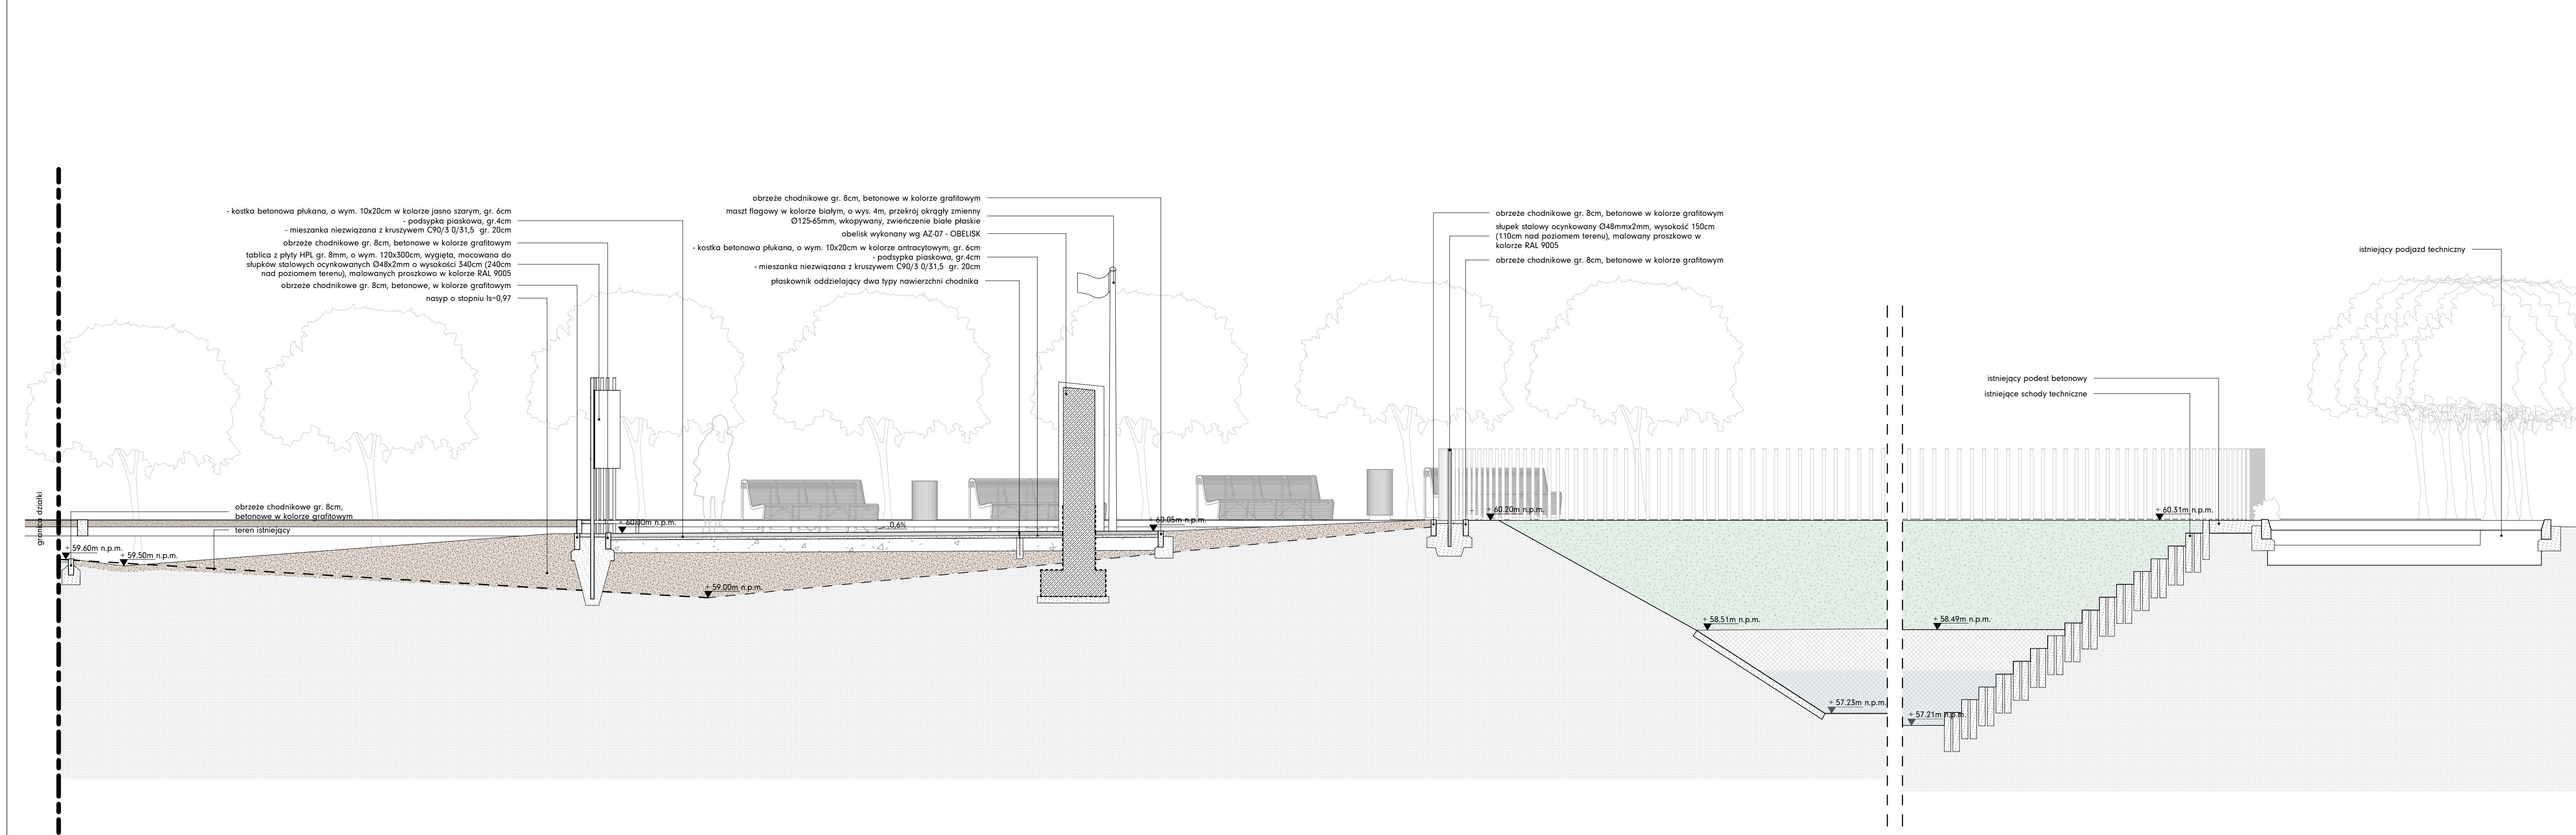 - kostka betonowa płukana, o wym. 10x20cm w kolorze jasno szarym, gr. 6cm
- podsypka piaskowa, gr.4cm
- mieszanka niezwiązana z kruszywem C90/3 0/31,5 gr. 20cm
obrzeże chodnikowe gr. 8cm, betonowe w kolorze grafitowym
tablica z płyty HPL gr. 8mm, o wym. 120x300cm, wygięta, mocowana do
słupków stalowych ocynkowanych Ø48x2mm o wysokości 340cm (240cm
nad poziomem terenu), malowanych proszkowo w kolorze RAL 9005
obrzeże chodnikowe gr. 8cm, betonowe, w kolorze grafitowym
nasyp o stopniu Is=0,97
obrzeże chodnikowe gr. 8cm, betonowe w kolorze grafitowym
maszt flagowy w kolorze białym, o wys. 4m, przekrój okrągły zmienny
Ø125-65mm, wkopywany, zwieńczenie białe płaskie
obelisk wykonany wg AZ-07 - OBELISK
- kostka betonowa płukana, o wym. 10x20cm w kolorze antracytowym, gr. 6cm
- podsypka piaskowa, gr.4cm
- mieszanka niezwiązana z kruszywem C90/3 0/31,5 gr. 20cm
płaskownik oddzielający dwa typy nawierzchni chodnika
obrzeże chodnikowe gr. 8cm, betonowe w kolorze grafitowym
słupek stalowy ocynkowany Ø48mmx2mm, wysokość 150cm
(110cm nad poziomem terenu), malowany proszkowo w
kolorze RAL 9005
obrzeże chodnikowe gr. 8cm, betonowe w kolorze grafitowym
istniejący podjazd techniczny
istniejący podest betonowy
istniejące schody techniczne
granica działki
obrzeże chodnikowe gr. 8cm,
betonowe w kolorze grafitowym
teren istniejący
+ 59.60m n.p.m.
+ 59.50m n.p.m.
+ 60.00m n.p.m.
0,6%
+ 60.05m n.p.m.
+ 59.00m n.p.m.
+ 60.20m n.p.m.
+ 60.31m n.p.m.
+ 58.51m n.p.m.
+ 58.49m n.p.m.
+ 57.23m n.p.m.
+ 57.21m n.p.m.